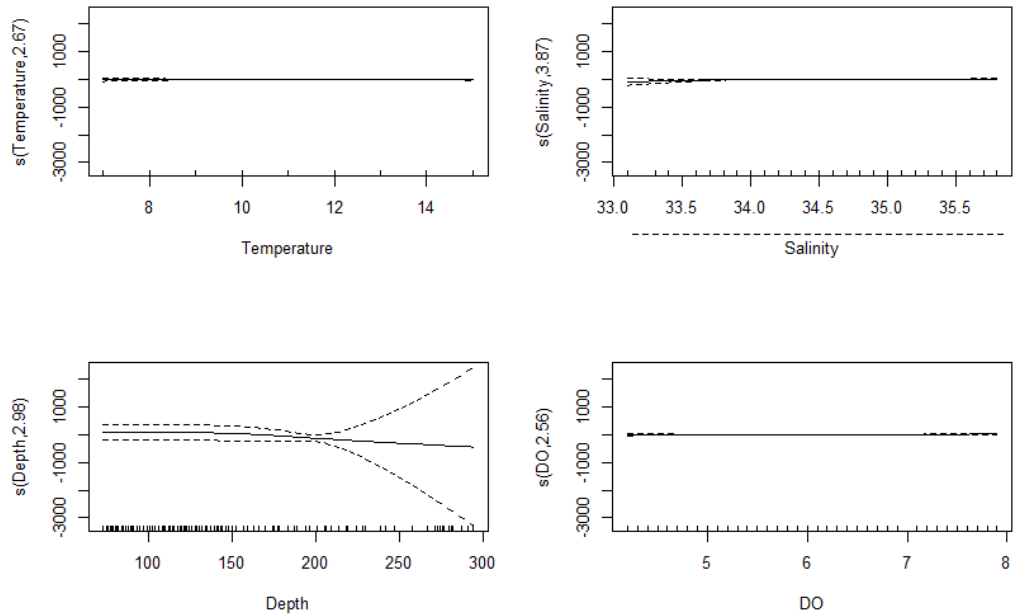 s(Temperature,2.67)
1000
-1000
-3000
8 10 12 14
Temperature
s(Salinity,3.87)
1000
-1000
-3000
33.0 33.5 34.0 34.5 35.0 35.5
Salinity
s(Depth,2.98)
1000
-1000
-3000
100 150 200 250 300
Depth
s(DO,2.56)
1000
-1000
-3000
5 6 7 8
DO